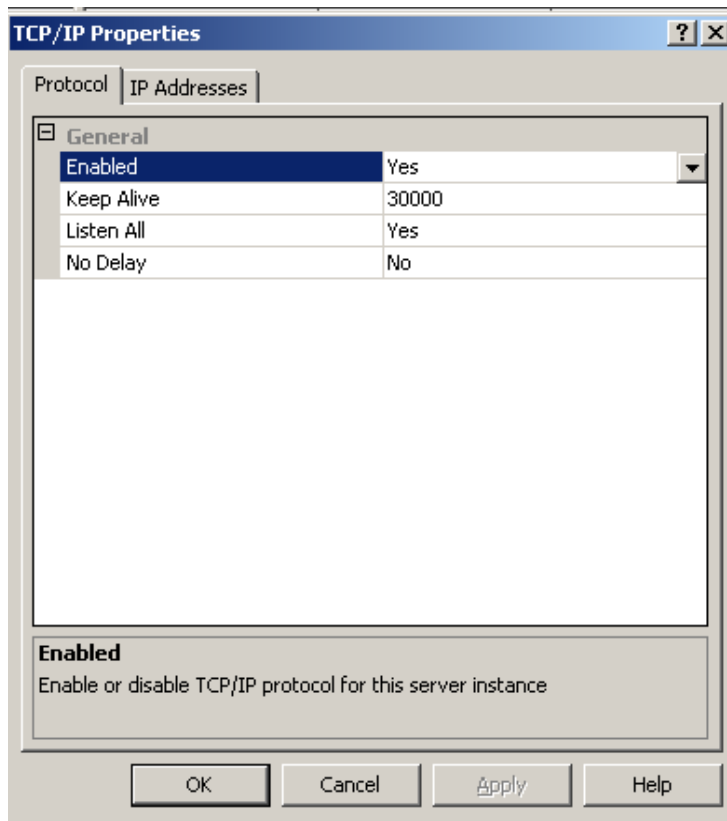 TCP/IP Properties
Protocol IP Addresses
General
Enabled Yes
Keep Alive 30000
Listen All Yes
No Delay No
Enabled
Enable or disable TCP/IP protocol for this server instance
OK Cancel Apply Help